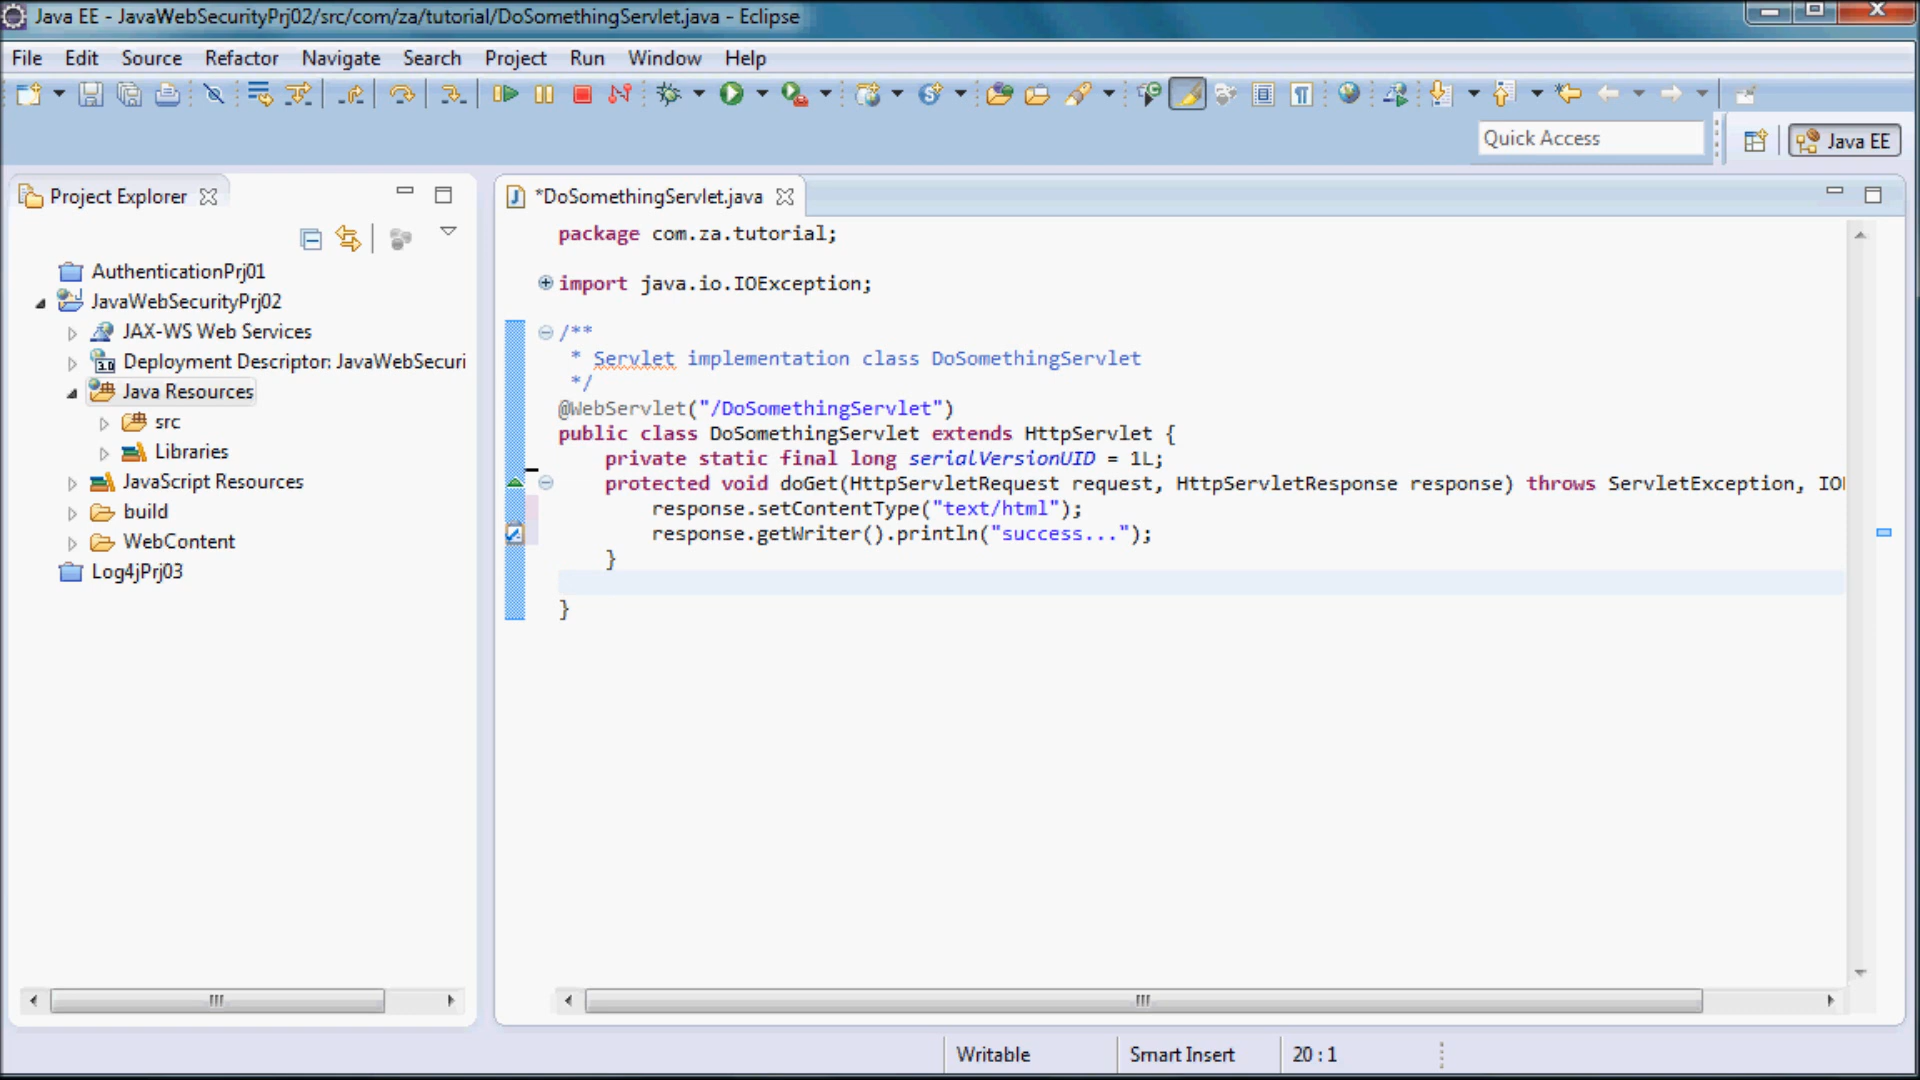 Java EE - JavaWebSecurityPrj02/src/com/za/tutorial/DoSomethingServlet.java - Eclipse
File Edit Source Refactor Navigate Search Project Run Window Help
Quick Access
Java EE
Project Explorer
AuthenticationPrj01
JavaWebSecurityPrj02
JAX-WS Web Services
Deployment Descriptor: JavaWebSecuri
Java Resources
src
Libraries
JavaScript Resources
build
WebContent
Log4jPrj03
*DoSomethingServlet.java
package com.za.tutorial;
import java.io.IOException;
/**
* Servlet implementation class DoSomethingServlet
*/
@WebServlet("/DoSomethingServlet")
public class DoSomethingServlet extends HttpServlet {
private static final long serialVersionUID = 1L;
protected void doGet(HttpServletRequest request, HttpServletResponse response) throws ServletException, IO
response.setContentType("text/html");
response.getWriter().println("success...");
}
}
Writable Smart Insert 20 : 1